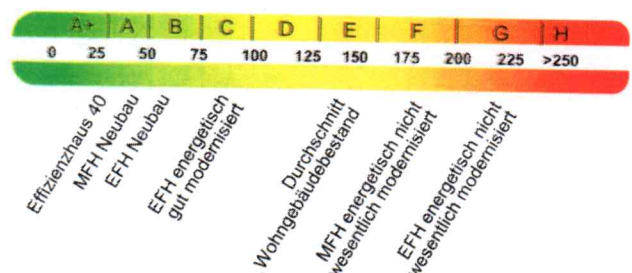 A+ A B C D E F G H
0 25 50 75 100 125 150 175 200 225 >250
Effizienzhaus 40
MFH Neubau
EFH Neubau
EFH energetisch
gut modernisiert
Durchschnitt
Wohngebäudebestand
MFH energetisch nicht
wesentlich modernisiert
EFH energetisch nicht
wesentlich modernisiert